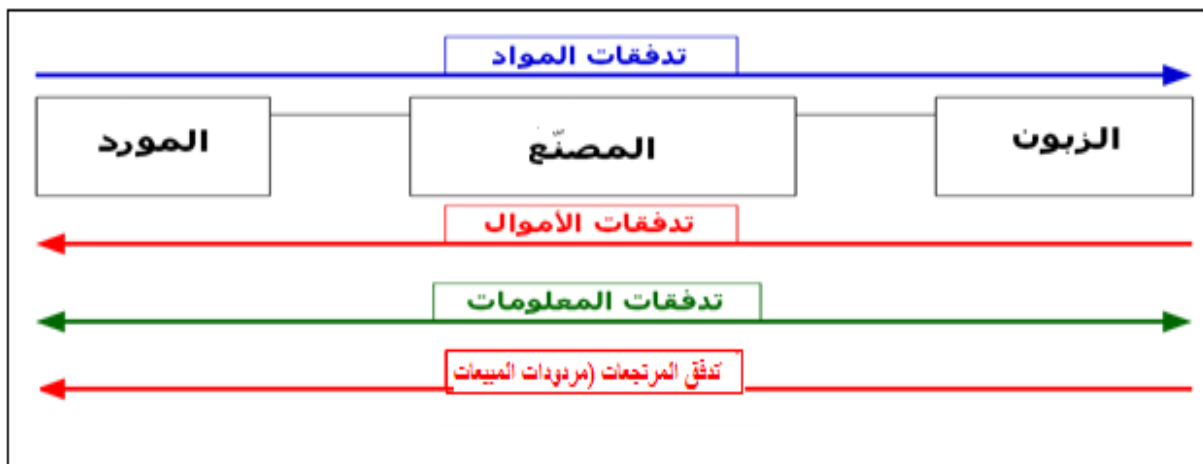 تدفقات المواد
الزبون
المصنّع
المورد
تدفقات الأموال
تدفقات المعلومات
تدفق المرتجعات (مردودات المبيعات